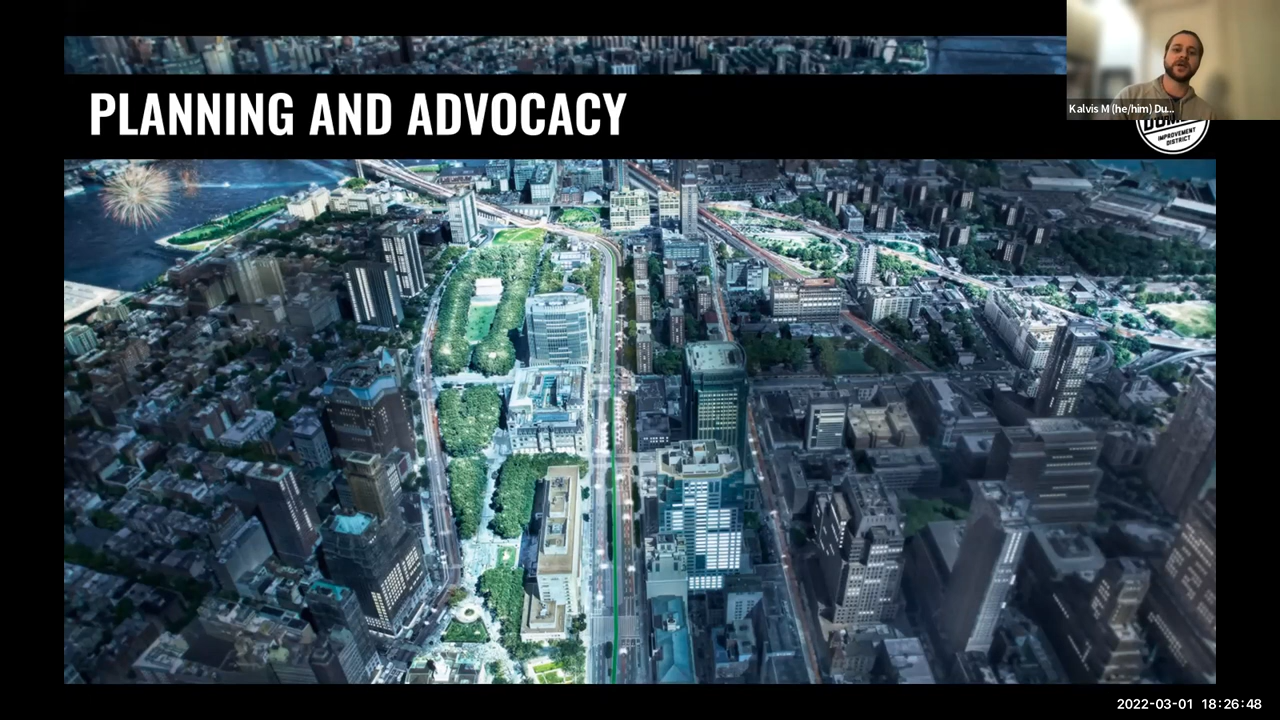 PLANNING AND ADVOCACY
Kalvis M (he/him) Du...
IMPROVEMENT
DISTRICT
2022-03-01 18:26:48